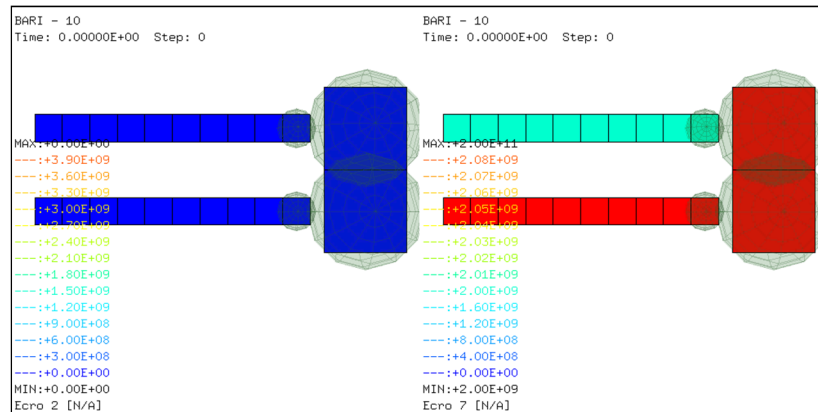 BARI - 10
Time: 0.00000E+00 Step: 0
MAX:+0.00E+00
---:+3.90E+09
---:+3.60E+09
---:+3.30E+09
---:+3.00E+09
---:+2.70E+09
---:+2.40E+09
---:+2.10E+09
---:+1.80E+09
---:+1.50E+09
---:+1.20E+09
---:+9.00E+08
---:+6.00E+08
---:+3.00E+08
---:+0.00E+00
MIN:+0.00E+00
Ecro 2 [N/A]
BARI - 10
Time: 0.00000E+00 Step: 0
MAX:+2.00E+11
---:+2.08E+09
---:+2.07E+09
---:+2.06E+09
---:+2.05E+09
---:+2.04E+09
---:+2.03E+09
---:+2.02E+09
---:+2.01E+09
---:+2.00E+09
---:+1.60E+09
---:+1.20E+09
---:+8.00E+08
---:+4.00E+08
---:+0.00E+00
MIN:+2.00E+09
Ecro 7 [N/A]